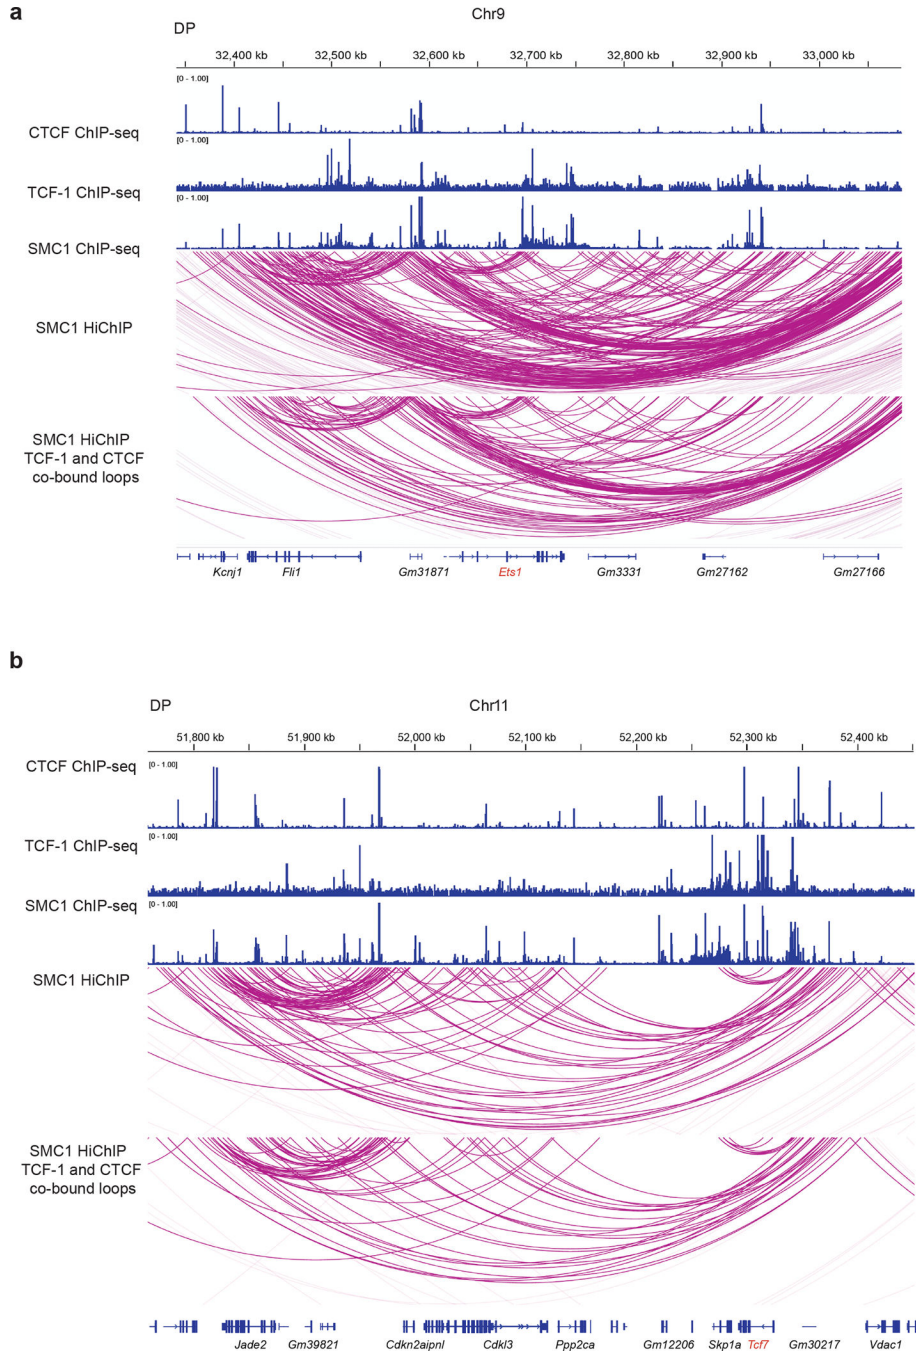 a
Chr9
DP
32,400 kb 32,500 kb 32,600 kb 32,700 kb 32,800 kb 32,900 kb 33,000 kb
[0 - 1.00]
CTCF ChIP-seq
[0 - 1.00]
TCF-1 ChIP-seq
[0 - 1.00]
SMC1 ChIP-seq
SMC1 HiChIP
SMC1 HiChIP
TCF-1 and CTCF
co-bound loops
Kcnj1 Fli1 Gm31871 Ets1 Gm3331 Gm27162 Gm27166
b
DP Chr11
51,800 kb 51,900 kb 52,000 kb 52,100 kb 52,200 kb 52,300 kb 52,400 kb
CTCF ChIP-seq [0 - 1.00]
TCF-1 ChIP-seq [0 - 1.00]
SMC1 ChIP-seq [0 - 1.00]
SMC1 HiChIP
SMC1 HiChIP
TCF-1 and CTCF
co-bound loops
Jade2 Gm39821 Cdkn2aipnl Cdkl3 Ppp2ca Gm12206 Skp1a Tcf7 Gm30217 Vdac1